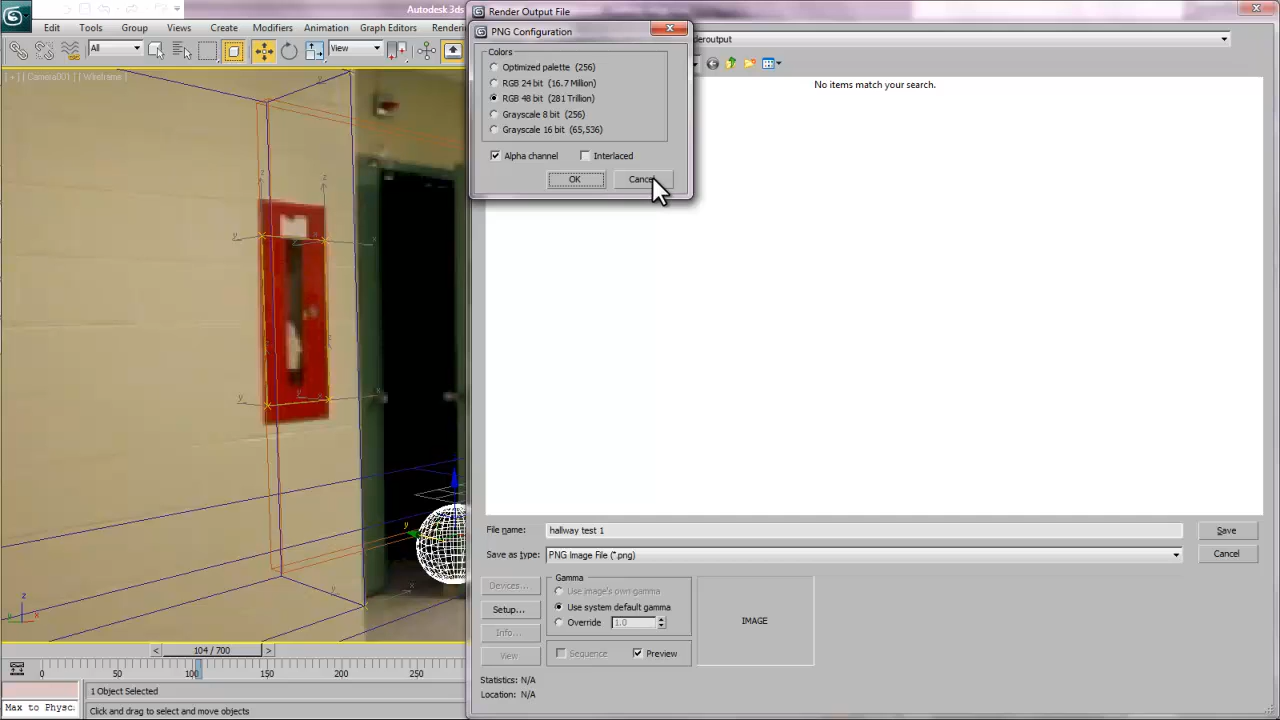 Autodesk 3ds
Render Output File
Edit Tools Group Views Create Modifiers Animation Graph Editors Renderin
PNG Configuration
All
View
deroutput
[ + ] [ Camera001 ] [ Wireframe ]
Colors
Optimized palette (256)
RGB 24 bit (16.7 Million)
RGB 48 bit (281 Trillion)
Grayscale 8 bit (256)
Grayscale 16 bit (65,536)
No items match your search.
Alpha channel
Interlaced
OK
Cancel
File name:
hallway test 1
Save
Save as type:
PNG Image File (*.png)
Cancel
Devices...
Setup...
Info...
View
Gamma
Use image's own gamma
Use system default gamma
Override
1.0
Sequence
Preview
IMAGE
Statistics: N/A
Location: N/A
< 104 / 700 >
0 50 100 150 200 250
1 Object Selected
Max to Physc
Click and drag to select and move objects